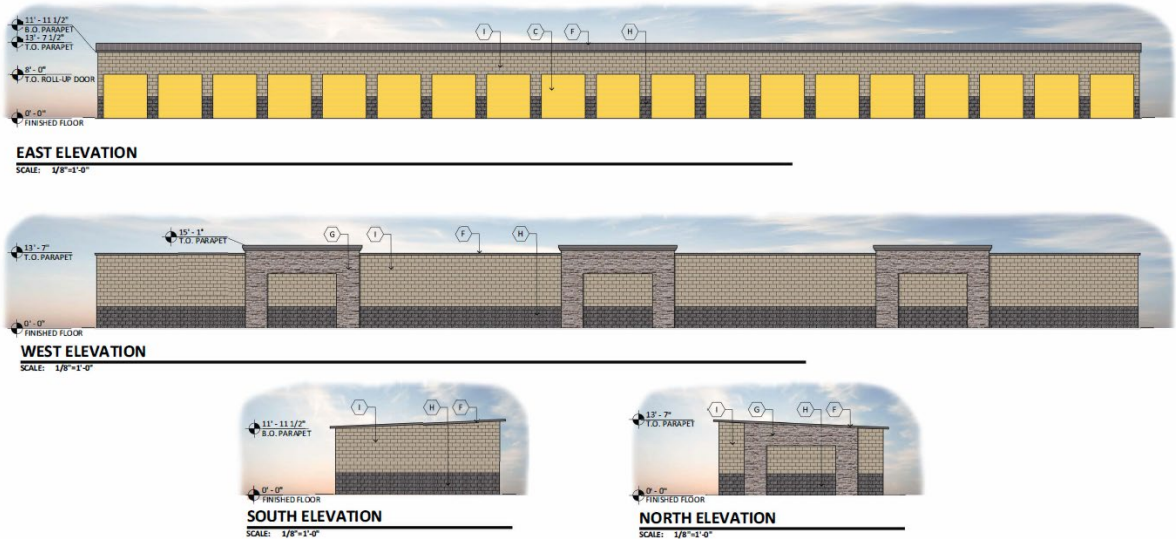 11' - 11 1/2"
B.O. PARAPET
13' - 7 1/2"
T.O. PARAPET
I C F H
8' - 0"
T.O. ROLL-UP DOOR
0' - 0"
FINISHED FLOOR
EAST ELEVATION
SCALE: 1/8"=1'-0"
15' - 1"
T.O. PARAPET
G I F H
13' - 7"
T.O. PARAPET
0' - 0"
FINISHED FLOOR
WEST ELEVATION
SCALE: 1/8"=1'-0"
I H F
11' - 11 1/2"
B.O. PARAPET
0' - 0"
FINISHED FLOOR
SOUTH ELEVATION
SCALE: 1/8"=1'-0"
I G H F
13' - 7"
T.O. PARAPET
0' - 0"
FINISHED FLOOR
NORTH ELEVATION
SCALE: 1/8"=1'-0"